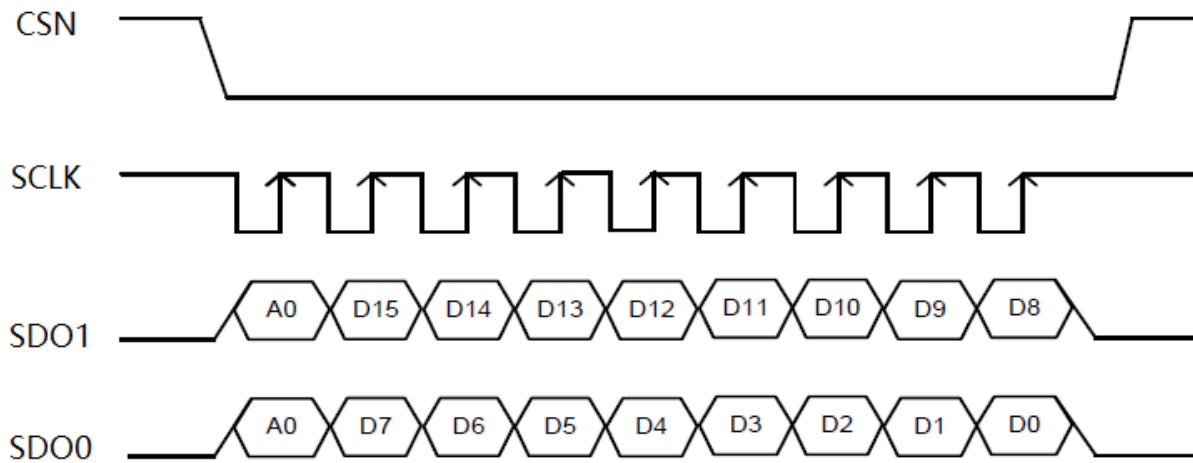 CSN
SCLK
SDO1 A0 D15 D14 D13 D12 D11 D10 D9 D8
SDO0 A0 D7 D6 D5 D4 D3 D2 D1 D0